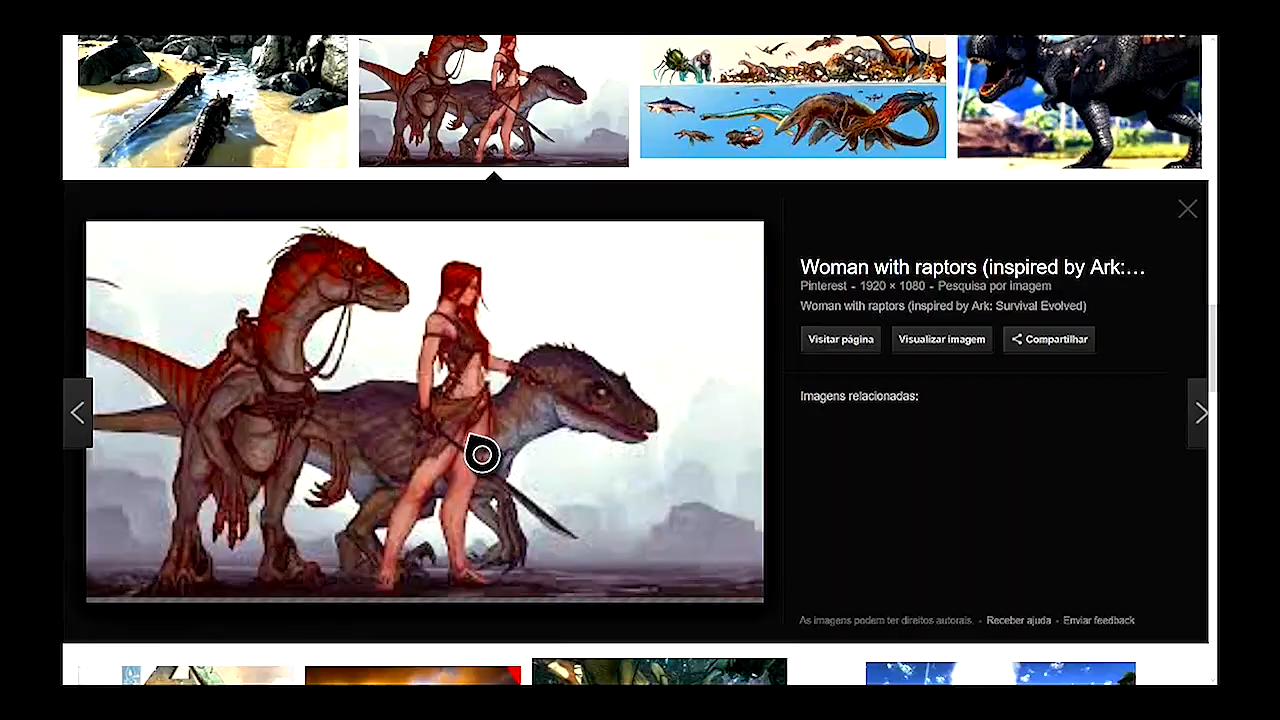 Woman with raptors (inspired by Ark:...
Pinterest - 1920 × 1080 - Pesquisa por imagem
Woman with raptors (inspired by Ark: Survival Evolved)
Visitar página Visualizar imagem Compartilhar
Imagens relacionadas:
As imagens podem ter direitos autorais. - Receber ajuda - Enviar feedback